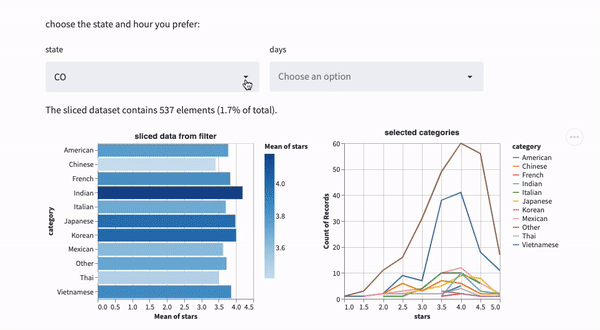 choose the state and hour you prefer:
state
days
CO
Choose an option
The sliced dataset contains 537 elements (1.7% of total).
sliced data from filter
Mean of stars
category
American
Chinese
French
Indian
Italian
Japanese
Korean
Mexican
Other
Thai
Vietnamese
0.0 0.5 1.0 1.5 2.0 2.5 3.0 3.5 4.0 4.5
Mean of stars
4.0
3.8
3.6
selected categories
Count of Records
60
50
40
30
20
10
0
1.0 1.5 2.0 2.5 3.0 3.5 4.0 4.5 5.0
stars
category
American
Chinese
French
Indian
Italian
Japanese
Korean
Mexican
Other
Thai
Vietnamese